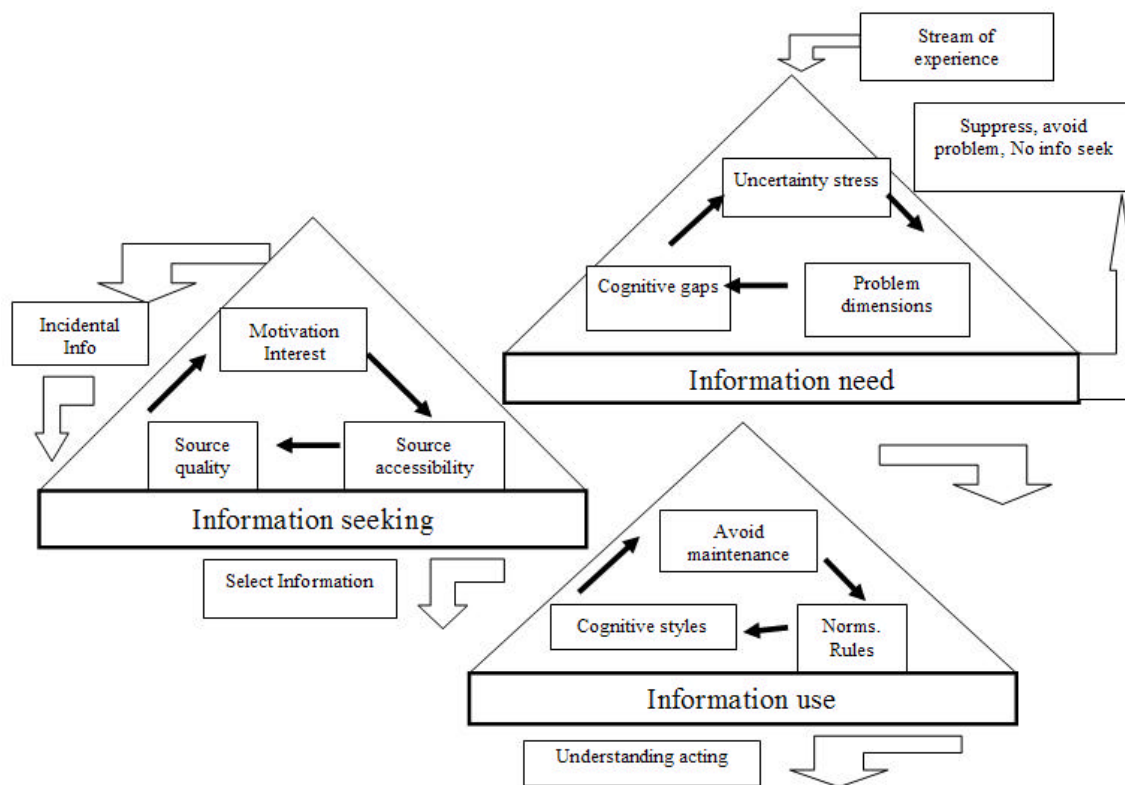 Stream of
experience
Suppress, avoid
problem, No info seek
Uncertainty stress
Cognitive gaps
Problem
dimensions
Information need
Incidental
Info
Motivation
Interest
Source
quality
Source
accessibility
Information seeking
Select Information
Avoid
maintenance
Cognitive styles
Norms.
Rules
Information use
Understanding acting